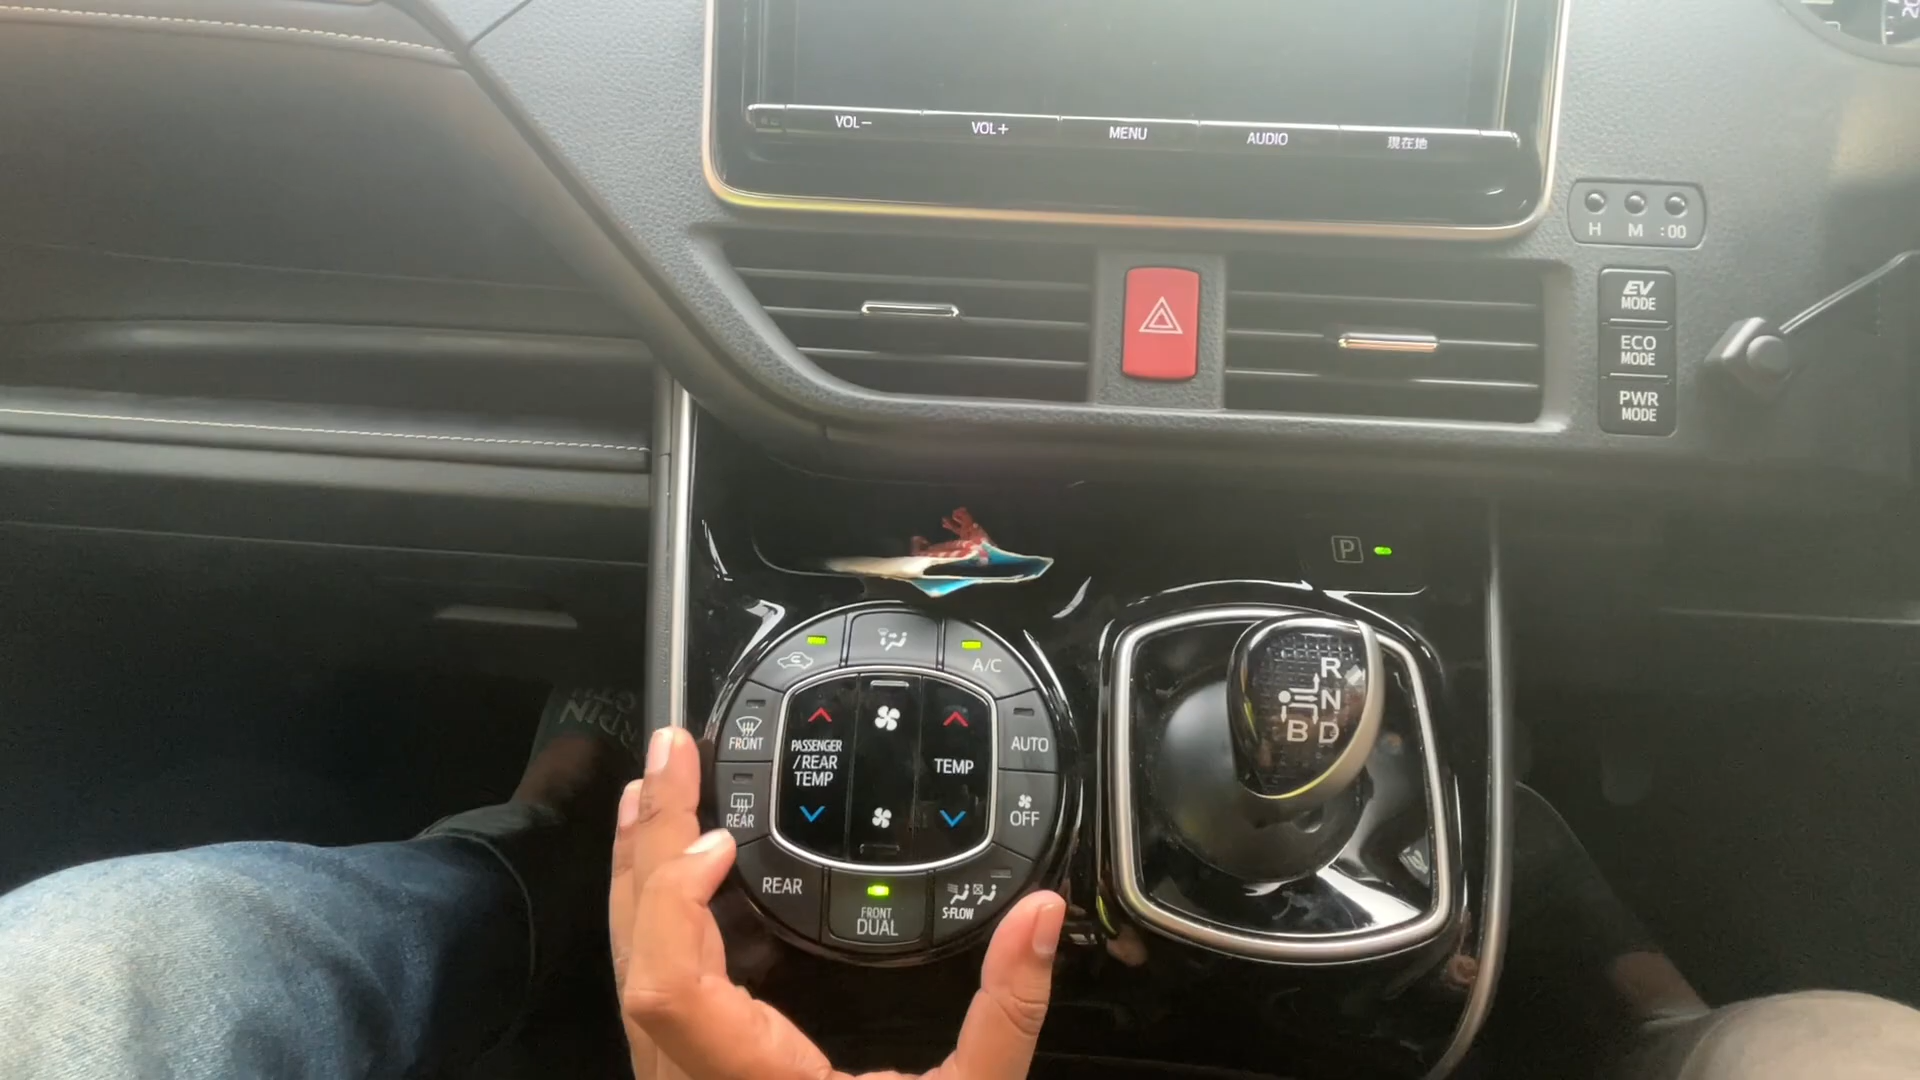 VOL−
VOL+
MENU
AUDIO
現在地
H M :00
EV
MODE
ECO
MODE
PWR
MODE
P
A/C
FRONT
PASSENGER
/REAR
TEMP
TEMP
AUTO
REAR
OFF
REAR
FRONT
DUAL
S-FLOW
R
N
B D